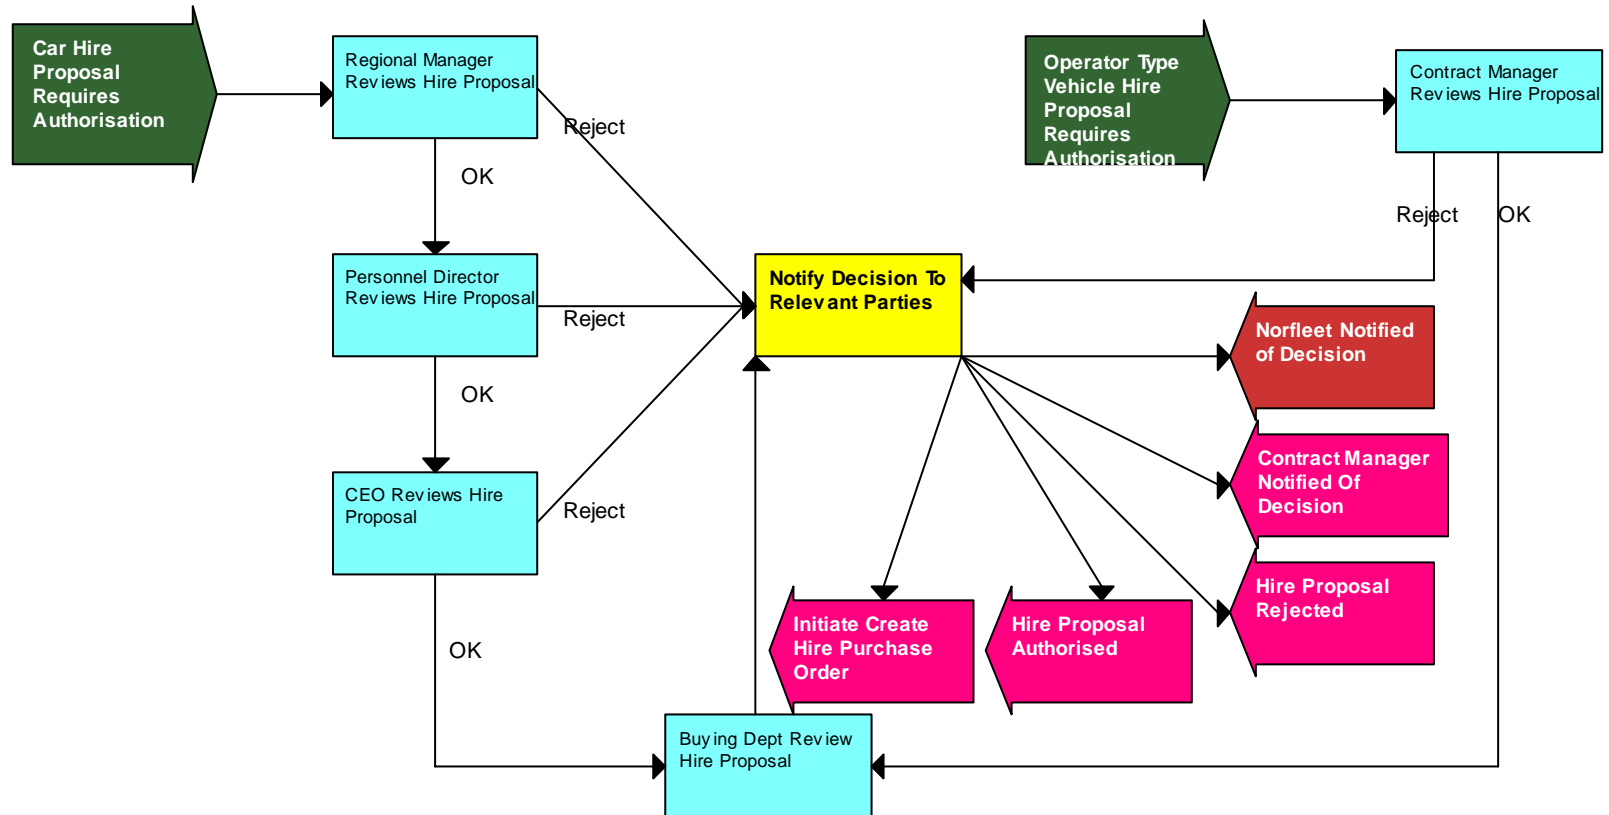 Car Hire
Proposal
Requires
Authorisation
Regional Manager
Reviews Hire Proposal
Reject
OK
Operator Type
Vehicle Hire
Proposal
Requires
Authorisation
Contract Manager
Reviews Hire Proposal
Reject
OK
Personnel Director
Reviews Hire Proposal
Reject
OK
Notify Decision To
Relevant Parties
Norfleet Notified
of Decision
Contract Manager
Notified Of
Decision
CEO Reviews Hire
Proposal
Reject
OK
Initiate Create
Hire Purchase
Order
Hire Proposal
Authorised
Hire Proposal
Rejected
Buying Dept Review
Hire Proposal